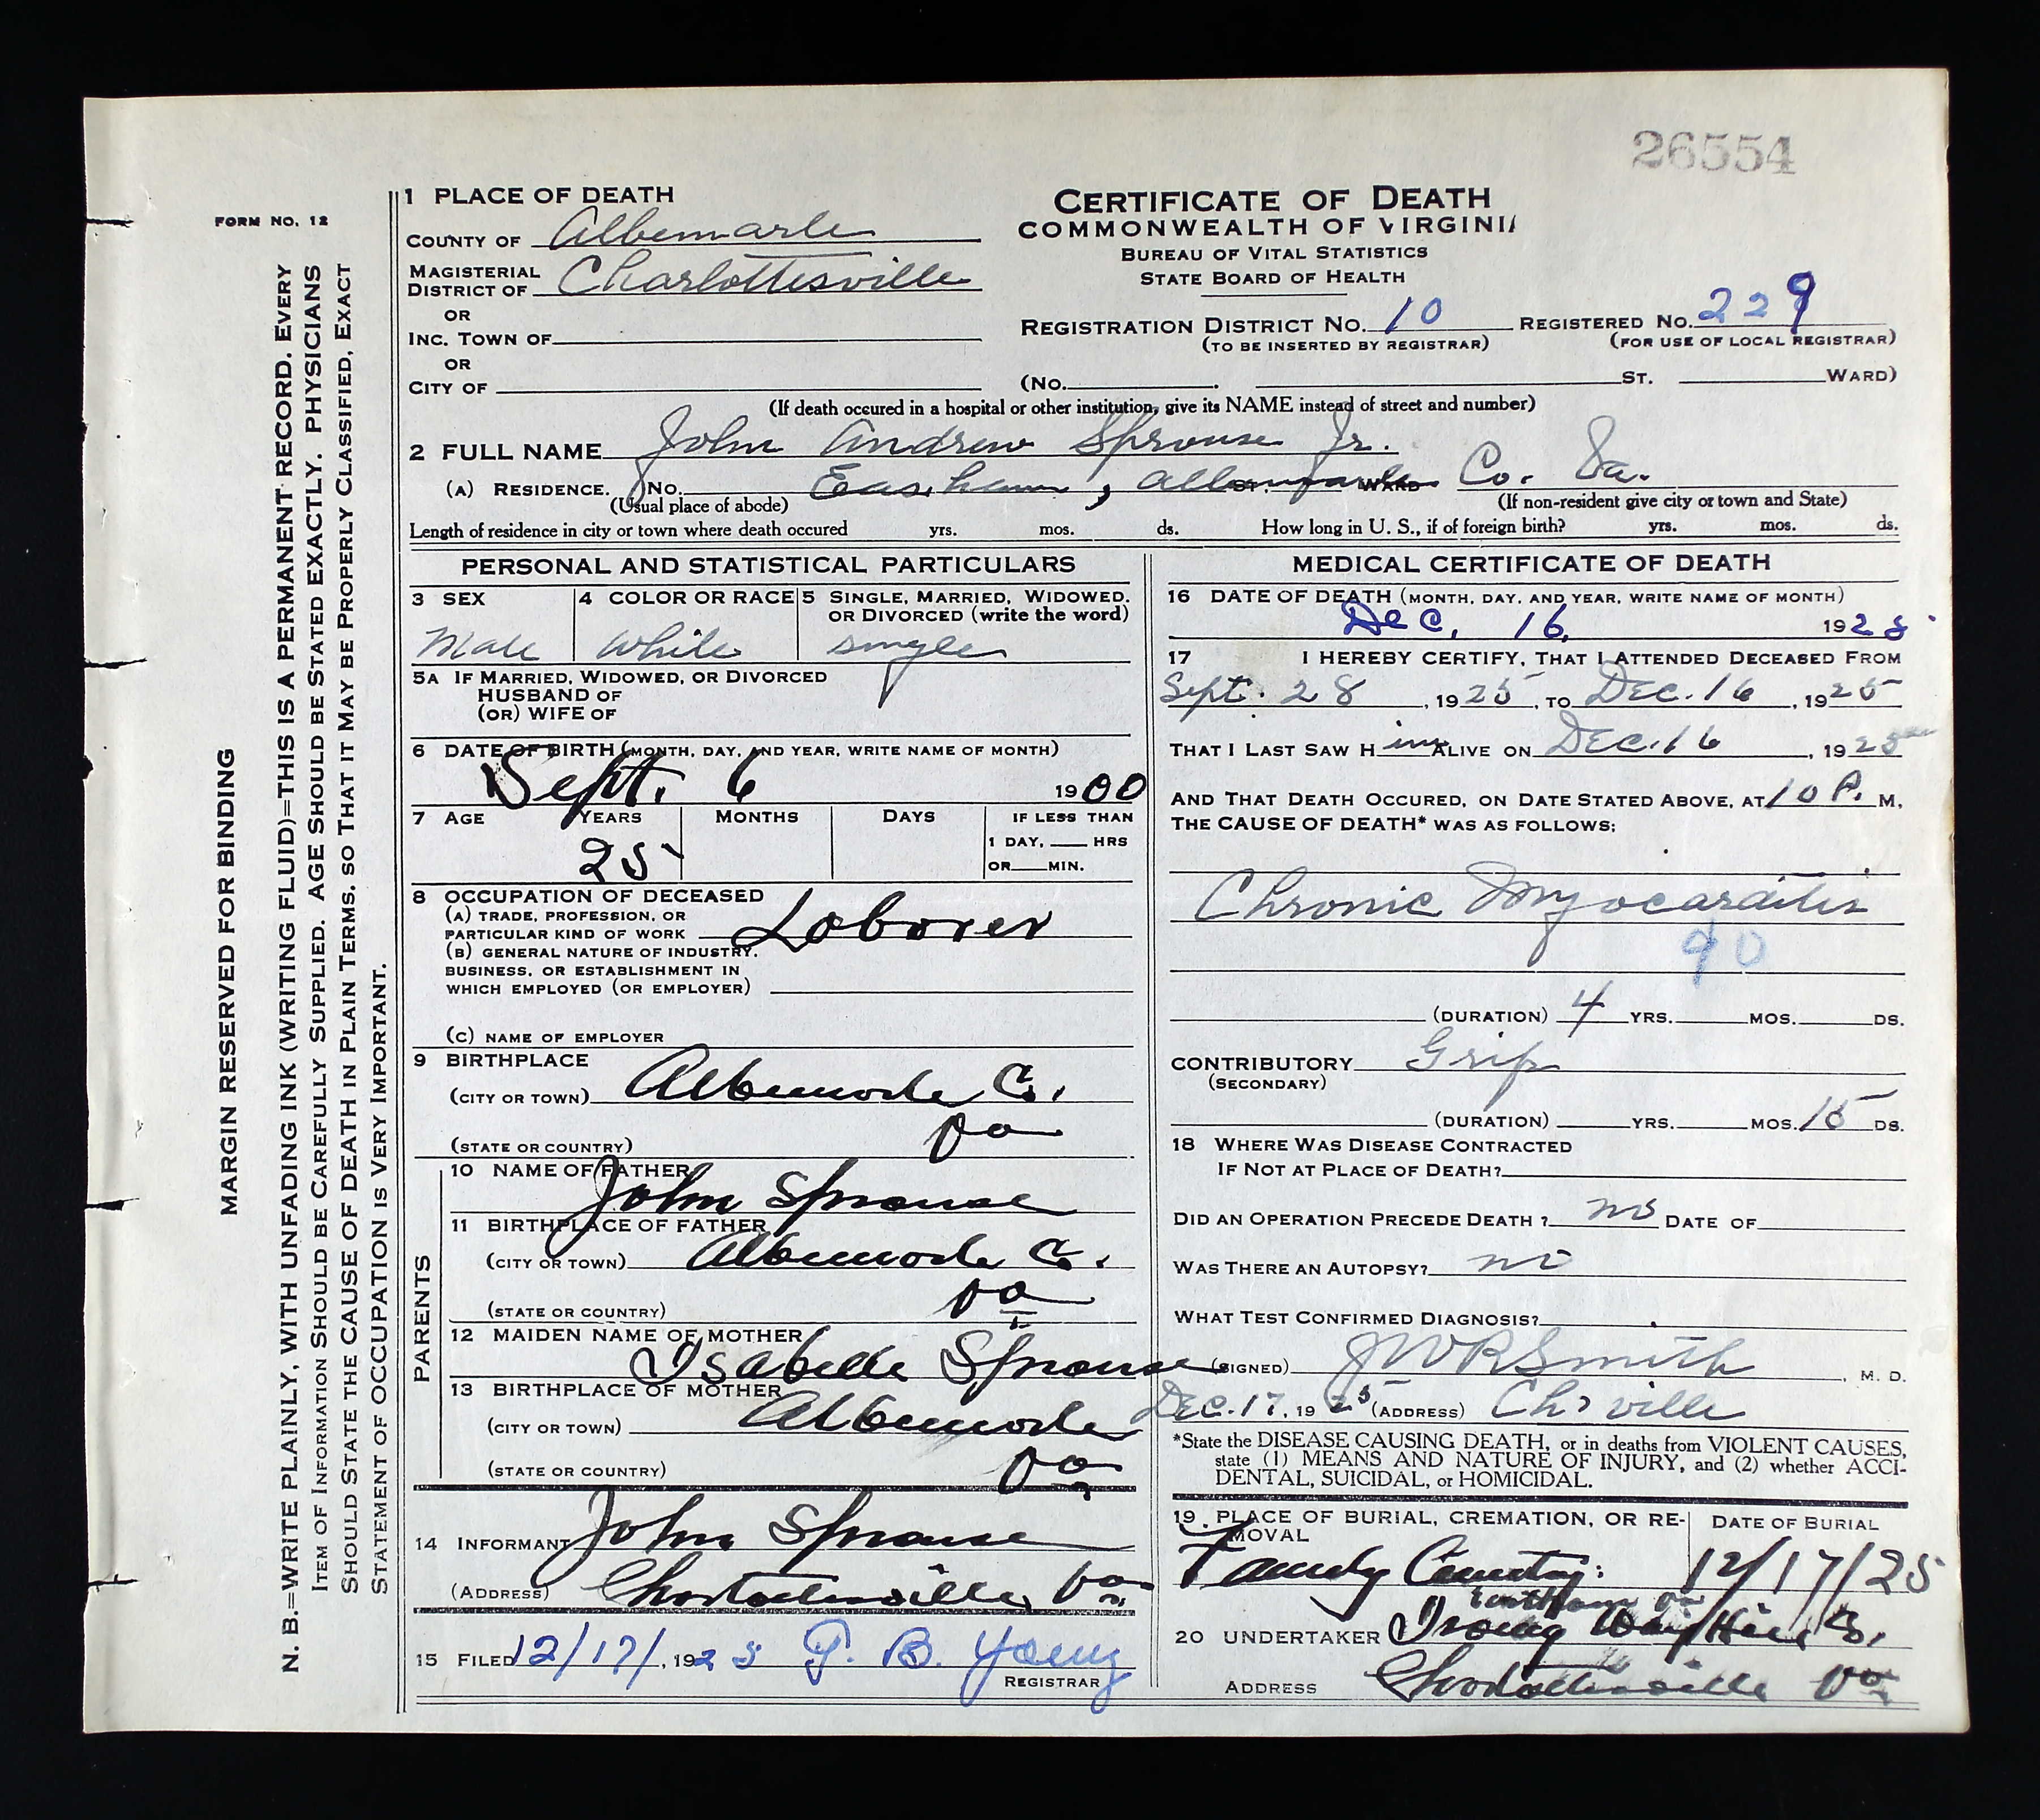 26554
FORM NO. 12
MARGIN RESERVED FOR BINDING
N. B.=WRITE PLAINLY, WITH UNFADING INK (WRITING FLUID)=THIS IS A PERMANENT RECORD. EVERY
ITEM OF INFORMATION SHOULD BE CAREFULLY SUPPLIED. AGE SHOULD BE STATED EXACTLY. PHYSICIANS
SHOULD STATE THE CAUSE OF DEATH IN PLAIN TERMS, SO THAT IT MAY BE PROPERLY CLASSIFIED, EXACT
STATEMENT OF OCCUPATION IS VERY IMPORTANT.
1 PLACE OF DEATH
COUNTY OF Albemarle
MAGISTERIAL DISTRICT OF Charlottesville
OR
INC. TOWN OF
OR
CITY OF
CERTIFICATE OF DEATH
COMMONWEALTH OF VIRGINIA
BUREAU OF VITAL STATISTICS
STATE BOARD OF HEALTH
REGISTRATION DISTRICT NO. 10 REGISTERED NO. 229
(TO BE INSERTED BY REGISTRAR) (FOR USE OF LOCAL REGISTRAR)
(NO. ST. WARD)
(If death occured in a hospital or other institution, give its NAME instead of street and number)
2 FULL NAME John Andrew Sprouse Jr.
(A) RESIDENCE. NO. Eas.ham, Albemarle ST. WARD Co. Va.
(Usual place of abode) (If non-resident give city or town and State)
Length of residence in city or town where death occured yrs. mos. ds. How long in U. S., if of foreign birth? yrs. mos. ds.
PERSONAL AND STATISTICAL PARTICULARS
3 SEX 4 COLOR OR RACE 5 SINGLE, MARRIED, WIDOWED.
OR DIVORCED (write the word)
Male White single
5A IF MARRIED, WIDOWED, OR DIVORCED
HUSBAND OF
(OR) WIFE OF
6 DATE OF BIRTH (MONTH, DAY, AND YEAR, WRITE NAME OF MONTH)
Sept. 6 1900
7 AGE YEARS MONTHS DAYS IF LESS THAN
1 DAY, HRS
25 OR MIN.
8 OCCUPATION OF DECEASED
(A) TRADE, PROFESSION, OR
PARTICULAR KIND OF WORK Laborer
(B) GENERAL NATURE OF INDUSTRY.
BUSINESS, OR ESTABLISHMENT IN
WHICH EMPLOYED (OR EMPLOYER)
(C) NAME OF EMPLOYER
9 BIRTHPLACE
(CITY OR TOWN) Albemarle Co.
(STATE OR COUNTRY) Va
PARENTS
10 NAME OF FATHER
John Sprouse
11 BIRTHPLACE OF FATHER
(CITY OR TOWN) Albemarle Co.
(STATE OR COUNTRY) Va
12 MAIDEN NAME OF MOTHER
Isabelle Sprouse
13 BIRTHPLACE OF MOTHER
(CITY OR TOWN) Albemarle
(STATE OR COUNTRY) Va
14 INFORMANT John Sprouse
(ADDRESS) Charlottesville, Va.
15 FILED 12/17/, 1925 T. B. Young
REGISTRAR
MEDICAL CERTIFICATE OF DEATH
16 DATE OF DEATH (MONTH, DAY, AND YEAR, WRITE NAME OF MONTH)
Dec. 16, 1925
17 I HEREBY CERTIFY, THAT I ATTENDED DECEASED FROM
Sept. 28, 1925, TO Dec. 16, 1925
THAT I LAST SAW H im ALIVE ON Dec. 16, 1925
AND THAT DEATH OCCURED, ON DATE STATED ABOVE, AT 10 P. M,
THE CAUSE OF DEATH* WAS AS FOLLOWS:
Chronic Myocarditis
90
(DURATION) 4 YRS. MOS. DS.
CONTRIBUTORY Grip
(SECONDARY)
(DURATION) YRS. MOS. 15 DS.
18 WHERE WAS DISEASE CONTRACTED
IF NOT AT PLACE OF DEATH?
DID AN OPERATION PRECEDE DEATH? no DATE OF
WAS THERE AN AUTOPSY? no
WHAT TEST CONFIRMED DIAGNOSIS?
(SIGNED) JWR Smith, M. D.
Dec. 17, 1925 (ADDRESS) Ch'ville
*State the DISEASE CAUSING DEATH, or in deaths from VIOLENT CAUSES,
state (1) MEANS AND NATURE OF INJURY, and (2) whether ACCI-
DENTAL, SUICIDAL, or HOMICIDAL.
19. PLACE OF BURIAL, CREMATION, OR RE- DATE OF BURIAL
MOVAL
Family Cemetery: 12/17/25
Eastham Va
20 UNDERTAKER Irving Way Hill Co.
ADDRESS Charlottesville Va